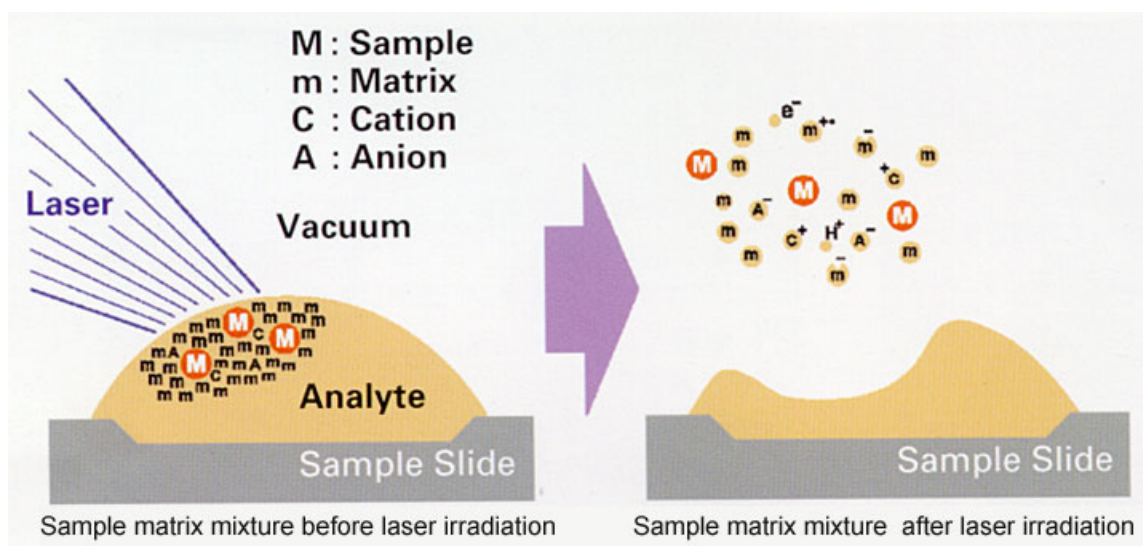 M : Sample
m : Matrix
C : Cation
A : Anion
Laser
Vacuum
M
M
M
m m m m
m m m m m
m m C m
m A m m m
m m m m A m m
m m C m m m
m m m
m m
Analyte
Sample Slide
Sample matrix mixture before laser irradiation
e-
m m+• m-
M m m
+C
M m M
m A-
m C+ H+ A-
m m
m-
Sample Slide
Sample matrix mixture after laser irradiation